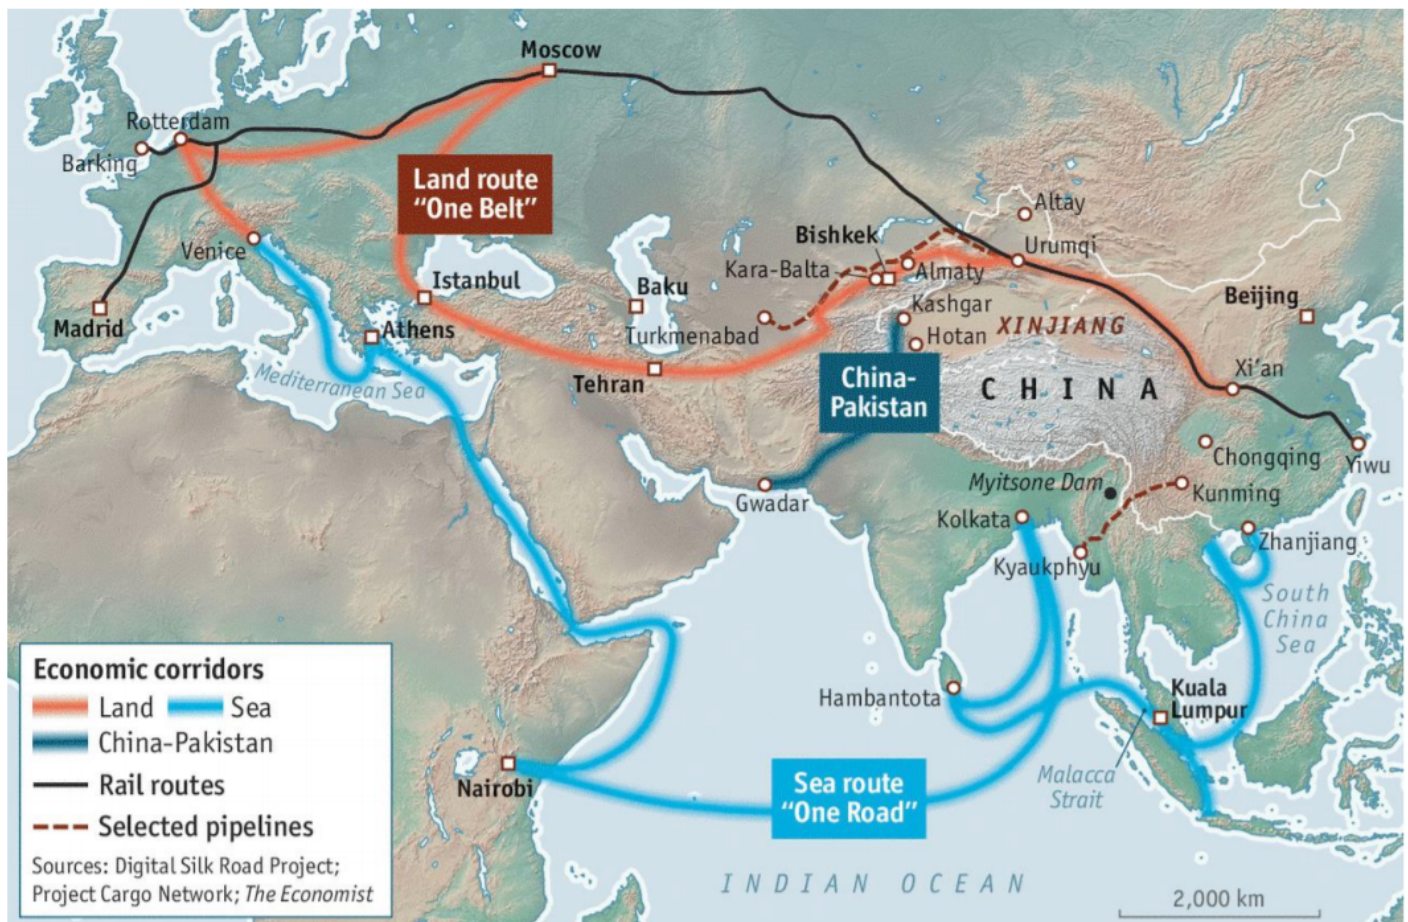 Moscow
Rotterdam
Barking
Land route
"One Belt"
Altay
Bishkek
Urumqi
Venice
Kara-Balta
Almaty
Istanbul
Baku
Kashgar
Beijing
Madrid
Athens
Turkmenabad
Hotan
XINJIANG
Mediterranean Sea
Tehran
China-
Pakistan
CHINA
Xi'an
Chongqing
Yiwu
Gwadar
Myitsone Dam
Kunming
Kolkata
Zhanjiang
Kyaukphyu
South
China
Sea
Economic corridors
Land
Sea
China-Pakistan
Rail routes
Selected pipelines
Sources: Digital Silk Road Project;
Project Cargo Network; The Economist
Hambantota
Kuala
Lumpur
Nairobi
Sea route
"One Road"
Malacca
Strait
INDIAN OCEAN
2,000 km